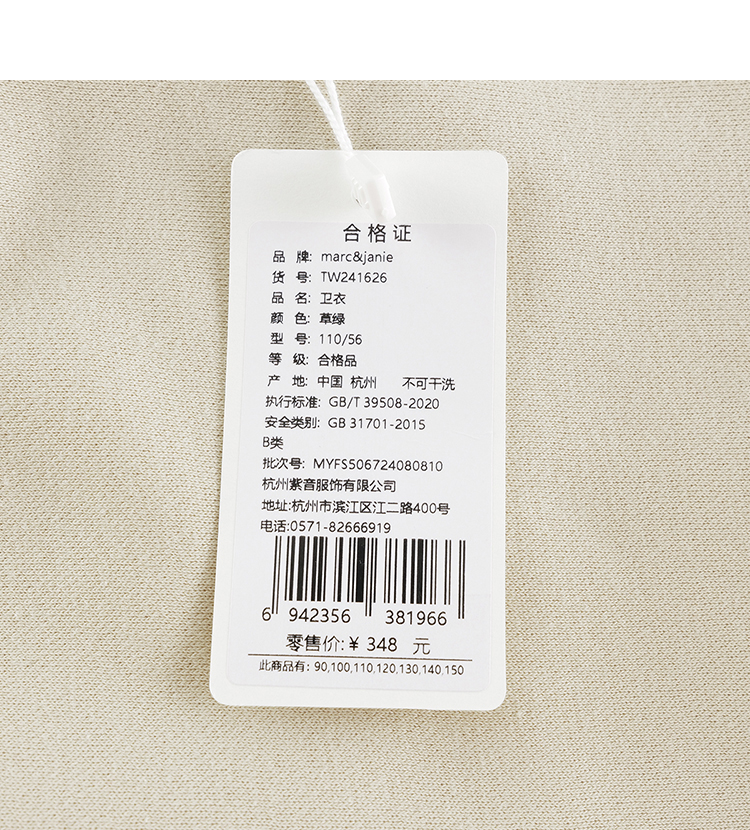 合格证
品 牌: marc&janie
货 号: TW241626
品 名: 卫衣
颜 色: 草绿
型 号: 110/56
等 级: 合格品
产 地: 中国 杭州 不可干洗
执行标准: GB/T 39508-2020
安全类别: GB 31701-2015
B类
批次号: MYFS506724080810
杭州紫音服饰有限公司
地址:杭州市滨江区江二路400号
电话:0571-82666919
6 942356 381966
零售价:¥ 348 元
此商品有: 90,100,110,120,130,140,150